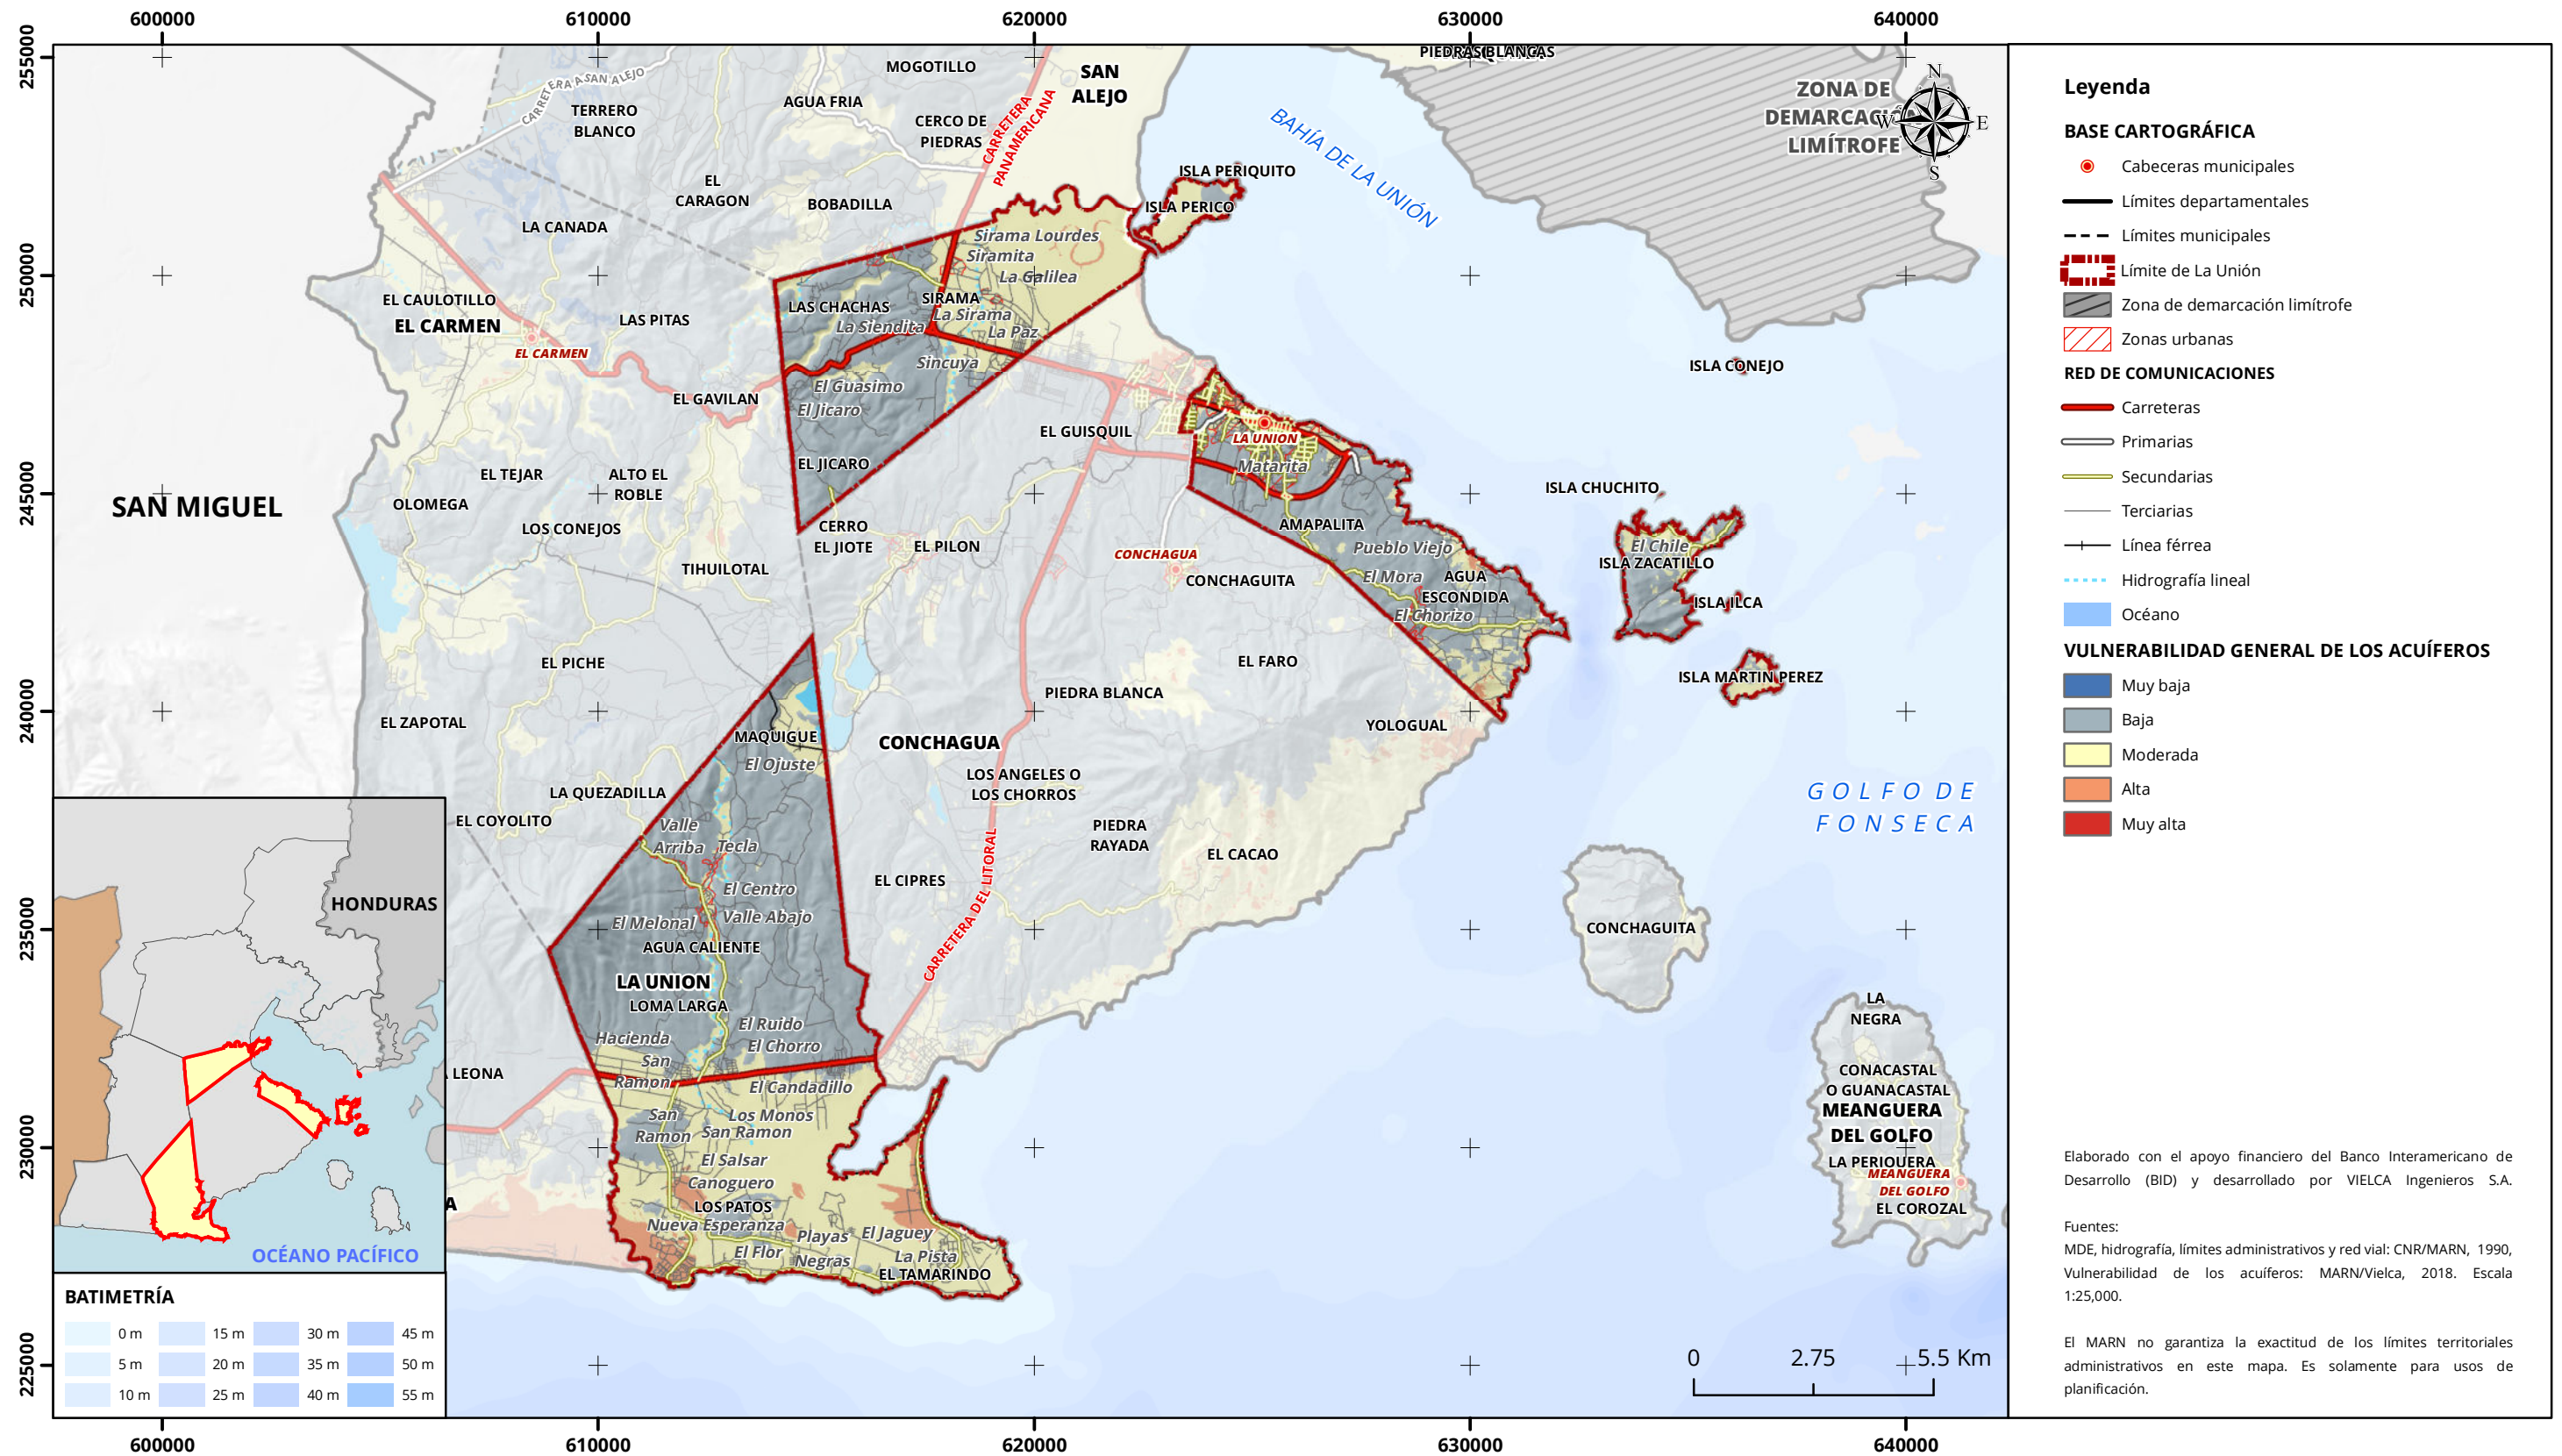 600000
610000
620000
630000
640000
255000
250000
245000
240000
235000
230000
225000
600000
610000
620000
630000
640000
MOGOTILLO
SAN
ALEJO
PIEDRAS BLANCAS
ZONA DE
DEMARCACIÓN
LIMÍTROFE
N
W
E
S
CARRETERA A SAN ALEJO
TERRERO
BLANCO
AGUA FRIA
CERCO DE
PIEDRAS
CARRETERA
PANAMERICANA
BAHÍA DE LA UNIÓN
ISLA PERIQUITO
ISLA PERICO
EL
CARAGON
BOBADILLA
LA CANADA
Sirama Lourdes
Siramita
La Galilea
EL CAULOTILLO
EL CARMEN
EL CARMEN
LAS PITAS
LAS CHACHAS
SIRAMA
La Sirama
La Siendita
La Paz
Sincuya
El Guasimo
El Jicaro
EL GAVILAN
EL GUISQUIL
EL JICARO
ISLA CONEJO
LA UNION
Matarita
EL TEJAR
ALTO EL
ROBLE
OLOMEGA
LOS CONEJOS
SAN MIGUEL
ISLA CHUCHITO
AMAPALITA
CERRO
EL JIOTE
EL PILON
CONCHAGUA
CONCHAGUITA
Pueblo Viejo
El Mora
AGUA
ESCONDIDA
El Chorizo
El Chile
ISLA ZACATILLO
ISLA ILCA
TIHUILOTAL
EL PICHE
EL FARO
ISLA MARTIN PEREZ
PIEDRA BLANCA
YOLOGUAL
EL ZAPOTAL
MAQUIGUE
El Ojuste
CONCHAGUA
LOS ANGELES O
LOS CHORROS
GOLFO DE
FONSECA
LA QUEZADILLA
EL COYOLITO
Valle
Arriba
Tecla
PIEDRA
RAYADA
EL CACAO
EL CIPRES
CARRETERA DEL LITORAL
El Centro
Valle Abajo
El Melonal
AGUA CALIENTE
LA UNION
LOMA LARGA
CONCHAGUITA
El Ruido
El Chorro
Hacienda
San
Ramon
LEONA
El Candadillo
San
Ramon
Los Monos
San Ramon
El Salsar
Cañoguero
LOS PATOS
Nueva Esperanza
El Flor
Playas
Negras
El Jaguey
La Pista
EL TAMARINDO
A
LA
NEGRA
CONACASTAL
O GUANACASTAL
MEANGUERA
DEL GOLFO
LA PERIQUERA
MEANGUERA
DEL GOLFO
EL COROZAL
0 2.75 5.5 Km
HONDURAS
OCÉANO PACÍFICO
BATIMETRÍA
0 m 15 m 30 m 45 m
5 m 20 m 35 m 50 m
10 m 25 m 40 m 55 m
Leyenda
BASE CARTOGRÁFICA
Cabeceras municipales
Límites departamentales
Límites municipales
Límite de La Unión
Zona de demarcación limítrofe
Zonas urbanas
RED DE COMUNICACIONES
Carreteras
Primarias
Secundarias
Terciarias
Línea férrea
Hidrografía lineal
Océano
VULNERABILIDAD GENERAL DE LOS ACUÍFEROS
Muy baja
Baja
Moderada
Alta
Muy alta
Elaborado con el apoyo financiero del Banco Interamericano de
Desarrollo (BID) y desarrollado por VIELCA Ingenieros S.A.
Fuentes:
MDE, hidrografía, límites administrativos y red vial: CNR/MARN, 1990,
Vulnerabilidad de los acuíferos: MARN/Vielca, 2018. Escala
1:25,000.
El MARN no garantiza la exactitud de los límites territoriales
administrativos en este mapa. Es solamente para usos de
planificación.